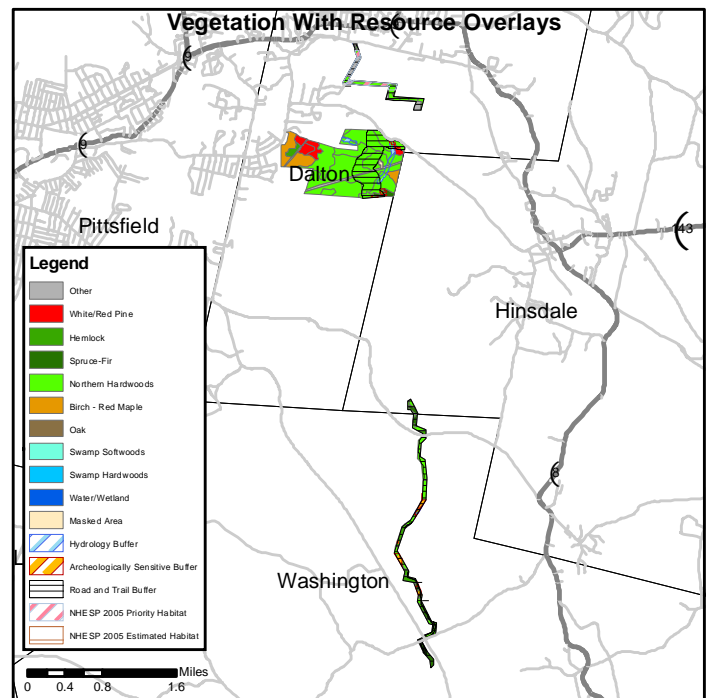 Vegetation With Resource Overlays
9
9
Dalton
Pittsfield
143
Hinsdale
Legend
Other
White/Red Pine
Hemlock
Spruce-Fir
Northern Hardwoods
Birch - Red Maple
Oak
Swamp Softwoods
Swamp Hardwoods
Water/Wetland
Masked Area
Hydrology Buffer
Archeologically Sensitive Buffer
Road and Trail Buffer
NHESP 2005 Priority Habitat
NHESP 2005 Estimated Habitat
8
Washington
Miles
0 0.4 0.8 1.6